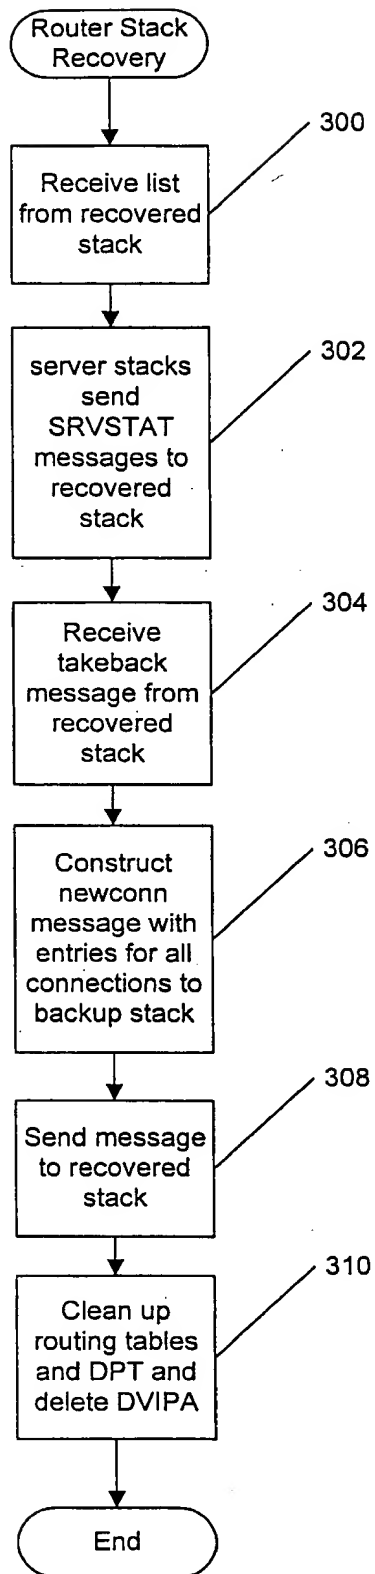 Router Stack
Recovery
300
Receive list
from recovered
stack
302
server stacks
send
SRVSTAT
messages to
recovered
stack
304
Receive
takeback
message from
recovered
stack
306
Construct
newconn
message with
entries for all
connections to
backup stack
308
Send message
to recovered
stack
310
Clean up
routing tables
and DPT and
delete DVIPA
End